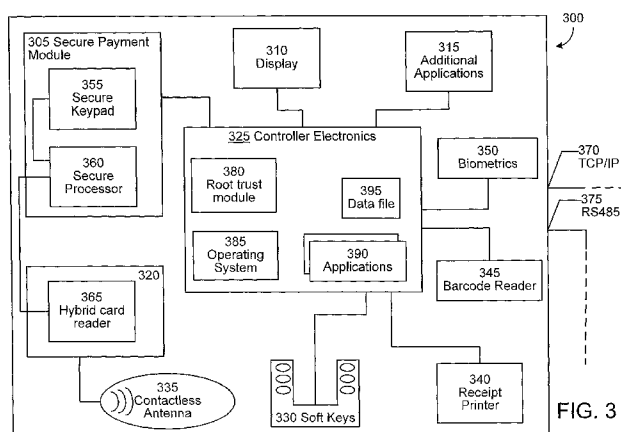 300
305 Secure Payment
Module
355
Secure
Keypad
360
Secure
Processor
310
Display
315
Additional
Applications
325 Controller Electronics
380
Root trust
module
395
Data file
385
Operating
System
390
Applications
350
Biometrics
370
TCP/IP
375
RS485
345
Barcode Reader
320
365
Hybrid card
reader
335
Contactless
Antenna
330 Soft Keys
340
Receipt
Printer
FIG. 3